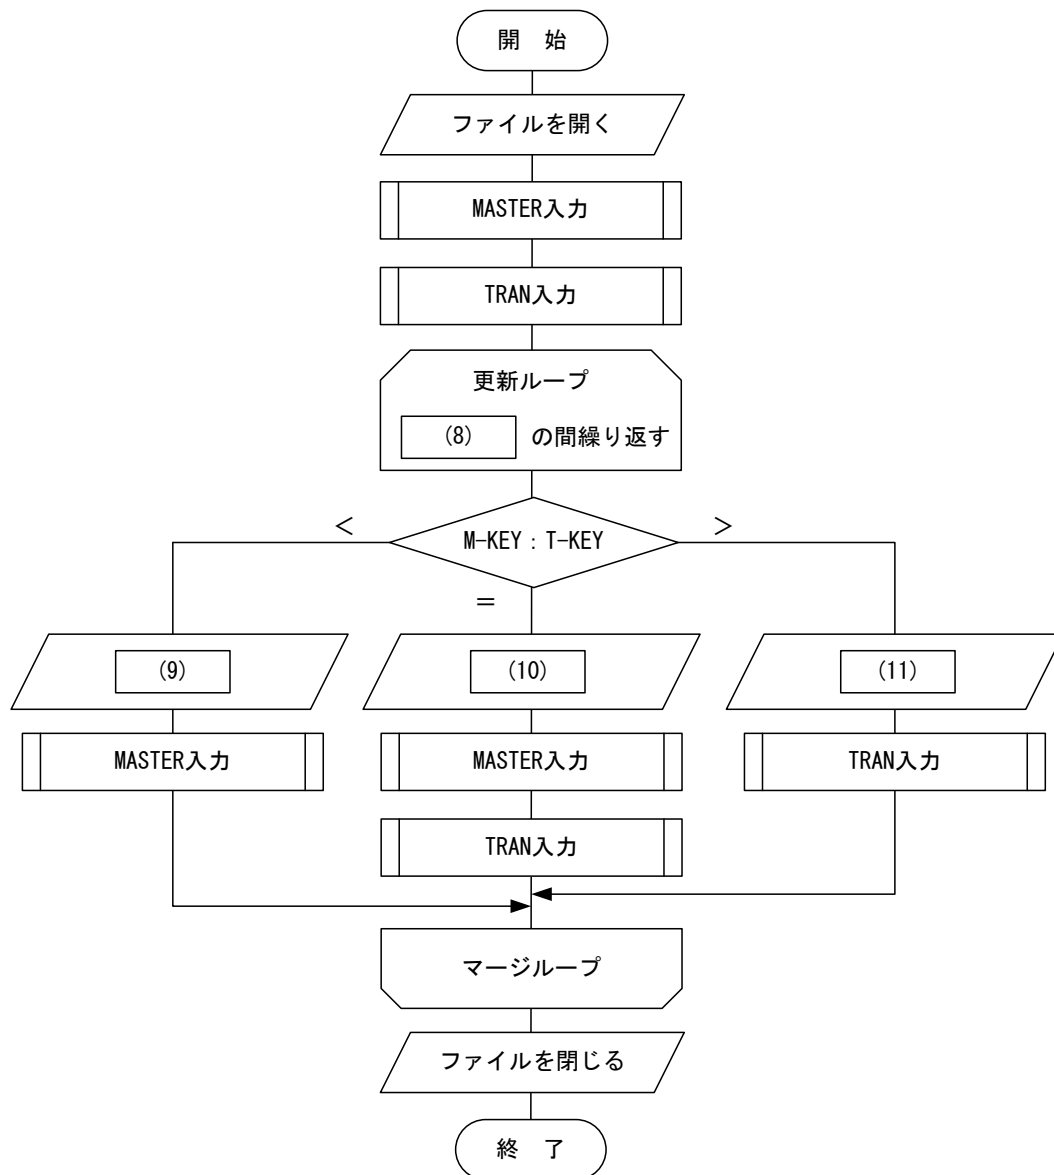 開　始
ファイルを開く
MASTER入力
TRAN入力
更新ループ
(8) の間繰り返す
< M-KEY：T-KEY >
=
(9) (10) (11)
MASTER入力 MASTER入力 TRAN入力
TRAN入力
マージループ
ファイルを閉じる
終　了